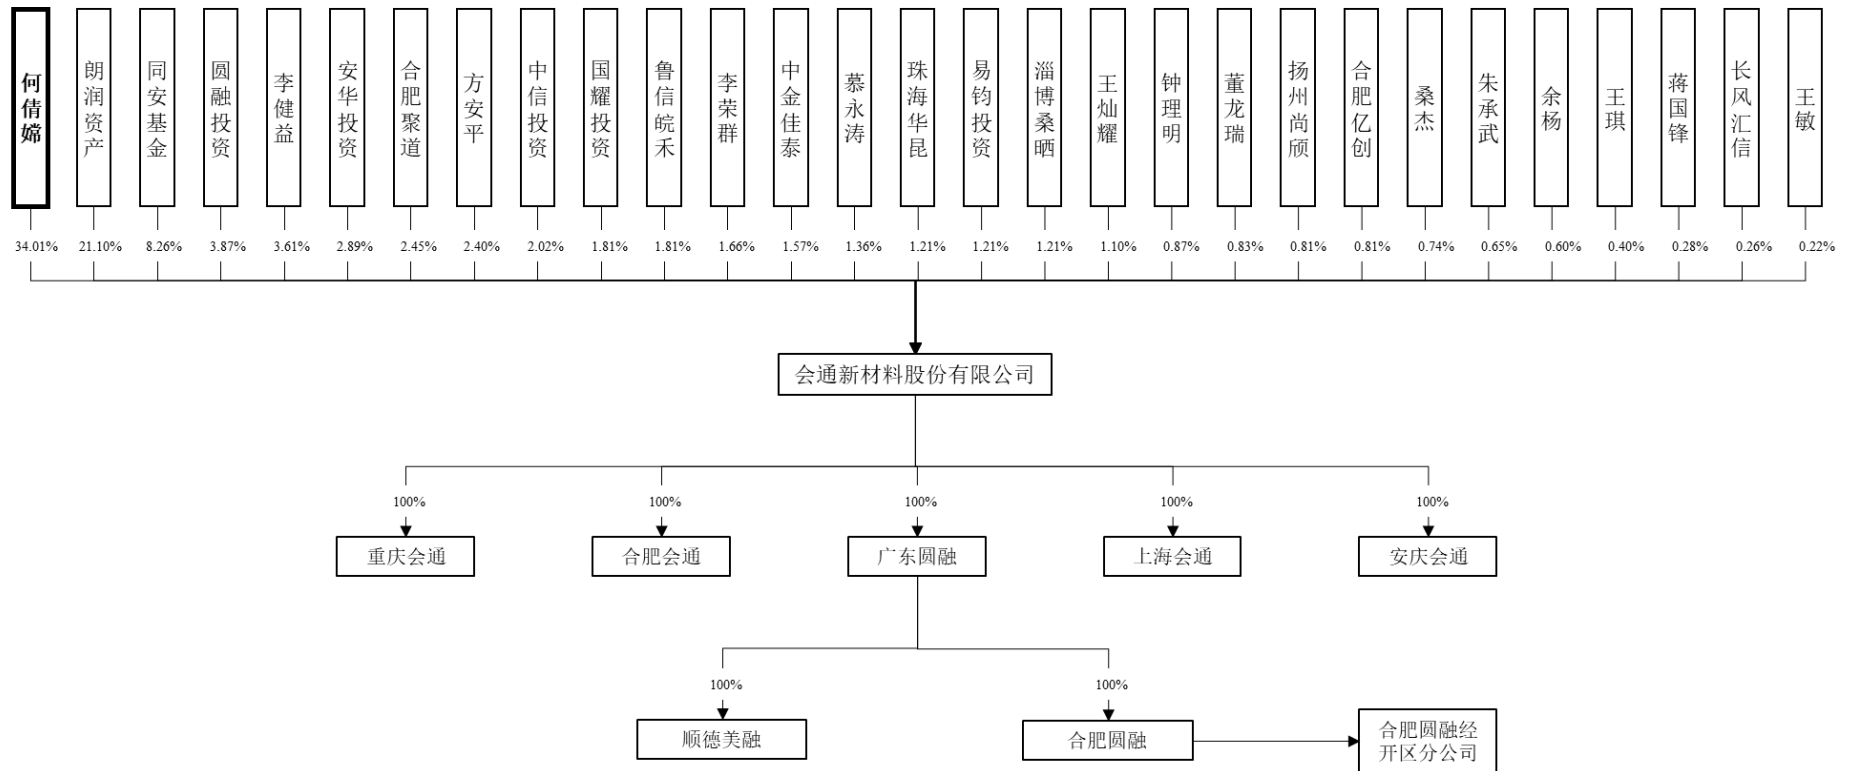 何倩嫦
朗润资产
同安基金
圆融投资
李健益
安华投资
合肥聚道
方安平
中信投资
国耀投资
鲁信皖禾
李荣群
中金佳泰
慕永涛
珠海华昆
易钧投资
淄博桑晒
王灿耀
钟理明
董龙瑞
扬州尚颀
合肥亿创
桑杰
朱承武
余杨
王琪
蒋国锋
长风汇信
王敏
34.01% 21.10% 8.26% 3.87% 3.61% 2.89% 2.45% 2.40% 2.02% 1.81% 1.81% 1.66% 1.57% 1.36% 1.21% 1.21% 1.21% 1.10% 0.87% 0.83% 0.81% 0.81% 0.74% 0.65% 0.60% 0.40% 0.28% 0.26% 0.22%
会通新材料股份有限公司
100% 100% 100% 100% 100%
重庆会通 合肥会通 广东圆融 上海会通 安庆会通
100% 100%
顺德美融 合肥圆融
合肥圆融经
开区分公司